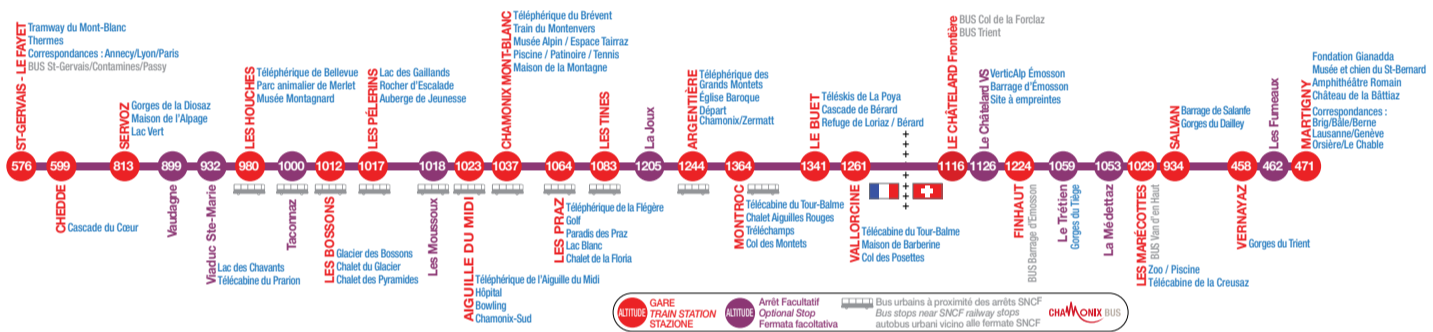 ST-GERVAIS - LE FAYET
Tramway du Mont-Blanc
Thermes
Correspondances : Annecy/Lyon/Paris
BUS St-Gervais/Contamines/Passy
576
599
CHEDDE
Cascade du Cœur
SERVOZ
Gorges de la Diosaz
Maison de l'Alpage
Lac Vert
813
899
Vaudagne
932
Viaduc Ste-Marie
Lac des Chavants
Télécabine du Prarion
LES HOUCHES
Téléphérique de Bellevue
Parc animalier de Merlet
Musée Montagnard
980
1000
Taconnaz
1012
LES BOSSONS
Glacier des Bossons
Chalet du Glacier
Chalet des Pyramides
LES PÉLERINS
Lac des Gaillands
Rocher d'Escalade
Auberge de Jeunesse
1017
1018
Les Moussoux
1023
AIGUILLE DU MIDI
Téléphérique de l'Aiguille du Midi
Hôpital
Bowling
Chamonix-Sud
CHAMONIX MONT-BLANC
Téléphérique du Brévent
Train du Montenvers
Musée Alpin / Espace Tairraz
Piscine / Patinoire / Tennis
Maison de la Montagne
1037
1064
LES PRAZ
Téléphérique de la Flégère
Golf
Paradis des Praz
Lac Blanc
Chalet de la Floria
LES TINES
1083
La Joux
1205
ARGENTIÈRE
Téléphérique des
Grands Montets
Église Baroque
Départ
Chamonix/Zermatt
1244
1364
MONTROC
Télécabine du Tour-Balme
Chalet Aiguilles Rouges
Tréléchamps
Col des Montets
LE BUET
Téléskis de La Poya
Cascade de Bérard
Refuge de Loriaz / Bérard
1341
1261
VALLORCINE
Télécabine du Tour-Balme
Maison de Barberine
Col des Posettes
LE CHÂTELARD Frontière
BUS Col de la Forclaz
BUS Trient
1116
Le Châtelard VS
VerticAlp Émosson
Barrage d'Émosson
Site à empreintes
1126
1224
FINHAUT
BUS Barrage d'Emosson
1059
Le Trétien
Gorges du Tiège
1053
La Médettaz
1029
LES MARÉCOTTES
BUS Van d'en Haut
Zoo / Piscine
Télécabine de la Creusaz
SALVAN
Barrage de Salanfe
Gorges du Dailley
934
458
VERNAYAZ
Gorges du Trient
Les Fumeaux
462
MARTIGNY
Fondation Gianadda
Musée et chien du St-Bernard
Amphithéâtre Romain
Château de la Bâttiaz
Correspondances :
Brig/Bâle/Berne
Lausanne/Genève
Orsière/Le Chable
471
ALTITUDE
GARE
TRAIN STATION
STAZIONE
ALTITUDE
Arrêt Facultatif
Optional Stop
Fermata facoltativa
Bus urbains à proximité des arrêts SNCF
Bus stops near SNCF railway stops
autobus urbani vicino alle fermate SNCF
CHAMONIX BUS